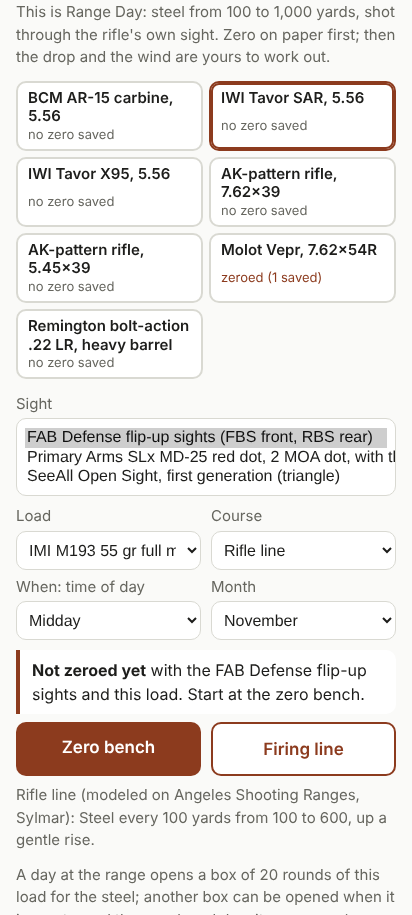 This is Range Day: steel from 100 to 1,000 yards, shot
through the rifle's own sight. Zero on paper first; then
the drop and the wind are yours to work out.
BCM AR-15 carbine,
5.56
no zero saved
IWI Tavor SAR, 5.56
no zero saved
IWI Tavor X95, 5.56
no zero saved
AK-pattern rifle,
7.62×39
no zero saved
AK-pattern rifle,
5.45×39
no zero saved
Molot Vepr, 7.62×54R
zeroed (1 saved)
Remington bolt-action
.22 LR, heavy barrel
no zero saved
Sight
FAB Defense flip-up sights (FBS front, RBS rear)
Primary Arms SLx MD-25 red dot, 2 MOA dot, with
SeeAll Open Sight, first generation (triangle)
Load
Course
IMI M193 55 gr full
Rifle line
When: time of day
Month
Midday
November
Not zeroed yet with the FAB Defense flip-up
sights and this load. Start at the zero bench.
Zero bench
Firing line
Rifle line (modeled on Angeles Shooting Ranges,
Sylmar): Steel every 100 yards from 100 to 600, up a
gentle rise.
A day at the range opens a box of 20 rounds of this
load for the steel; another box can be opened when it